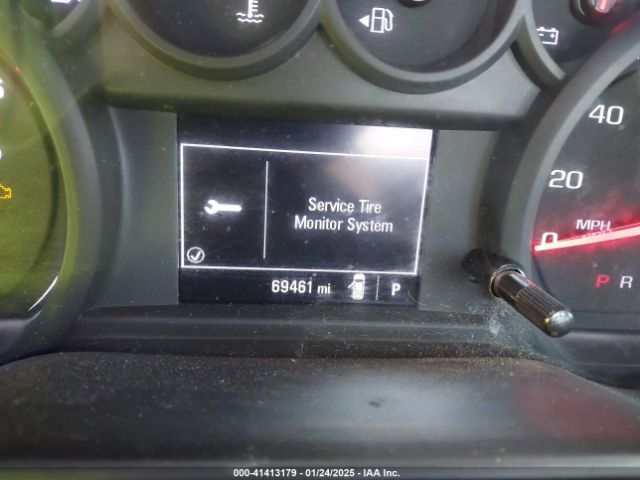 40
20
MPH
0
Service Tire
Monitor System
69461 mi
P
P R
000-41413179 - 01/24/2025 - IAA Inc.